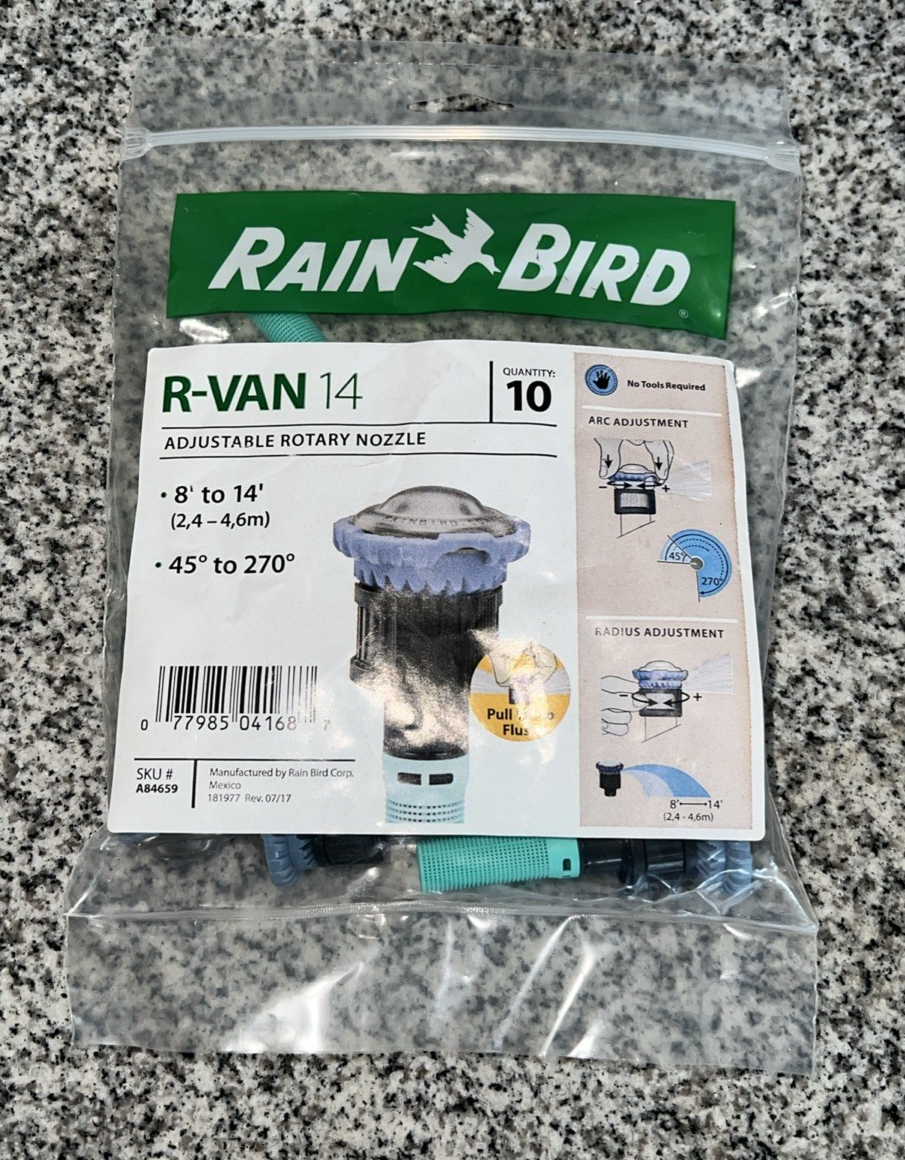 RAIN BIRD
®
R-VAN 14
QUANTITY:
10
ADJUSTABLE ROTARY NOZZLE
• 8' to 14'
(2,4 – 4,6m)
• 45° to 270°
Pull
0 77985 04168 7
SKU #
A84659
Manufactured by Rain Bird Corp.
Mexico
181977 Rev. 07/17
No Tools Required
ARC ADJUSTMENT
- +
45°
270°
RADIUS ADJUSTMENT
- +
8' 14'
(2,4 - 4,6m)